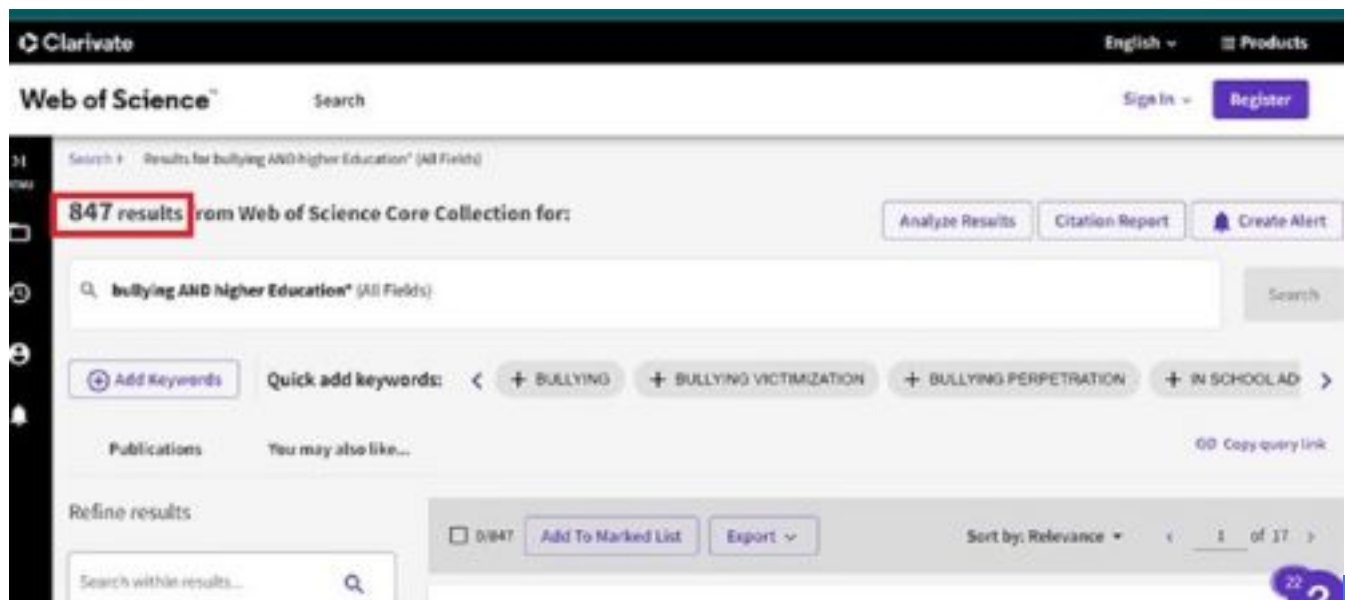 Clarivate English Products
Web of Science™ Search Sign In Register
MENU
Search > Results for bullying AND higher Education* (All Fields)
847 results from Web of Science Core Collection for:
Analyze Results Citation Report Create Alert
bullying AND higher Education* (All Fields) Search
Add Keywords Quick add keywords: + BULLYING + BULLYING VICTIMIZATION + BULLYING PERPETRATION + IN SCHOOL AD
Publications You may also like... Copy query link
Refine results
0/847 Add To Marked List Export Sort by: Relevance 1 of 17
Search within results...
22
?